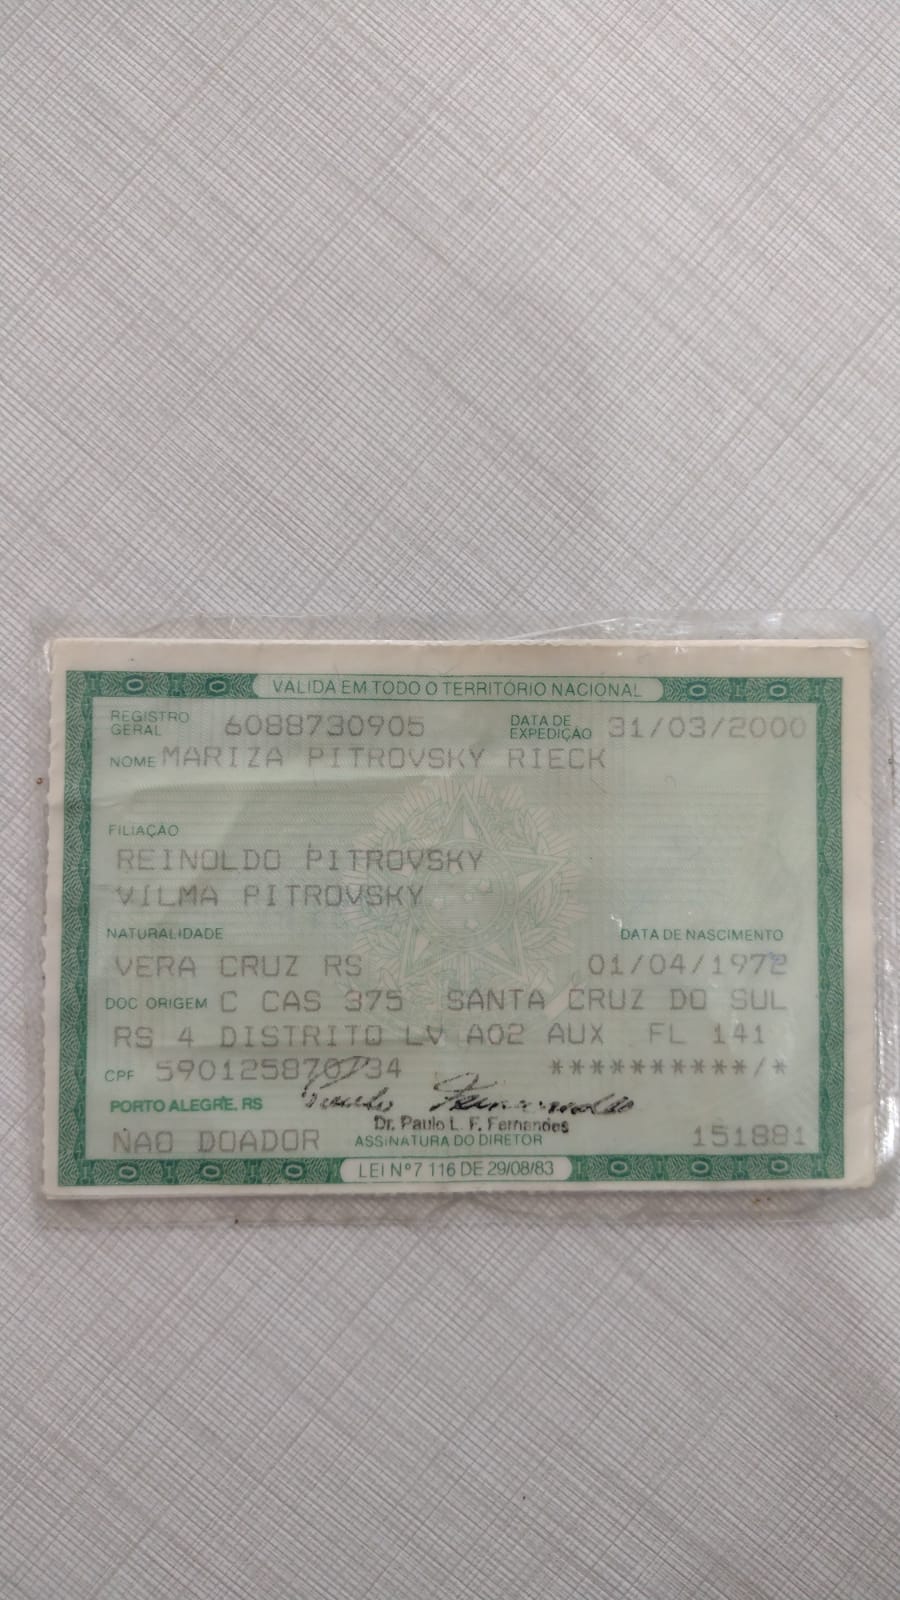 VÁLIDA EM TODO O TERRITÓRIO NACIONAL
REGISTRO GERAL 6088730905 DATA DE EXPEDIÇÃO 31/03/2000
NOME MARIZA PITROVSKY RIECK
FILIAÇÃO
REINOLDO PITROVSKY
VILMA PITROVSKY
NATURALIDADE DATA DE NASCIMENTO
VERA CRUZ RS 01/04/1972
DOC ORIGEM C CAS 375 SANTA CRUZ DO SUL
RS 4 DISTRITO LV A02 AUX FL 141
CPF 590125870734 **********/*
PORTO ALEGRE, RS
Dr. Paulo L. F. Fernandes
NAO DOADOR ASSINATURA DO DIRETOR 151881
LEI Nº 7 116 DE 29/08/83